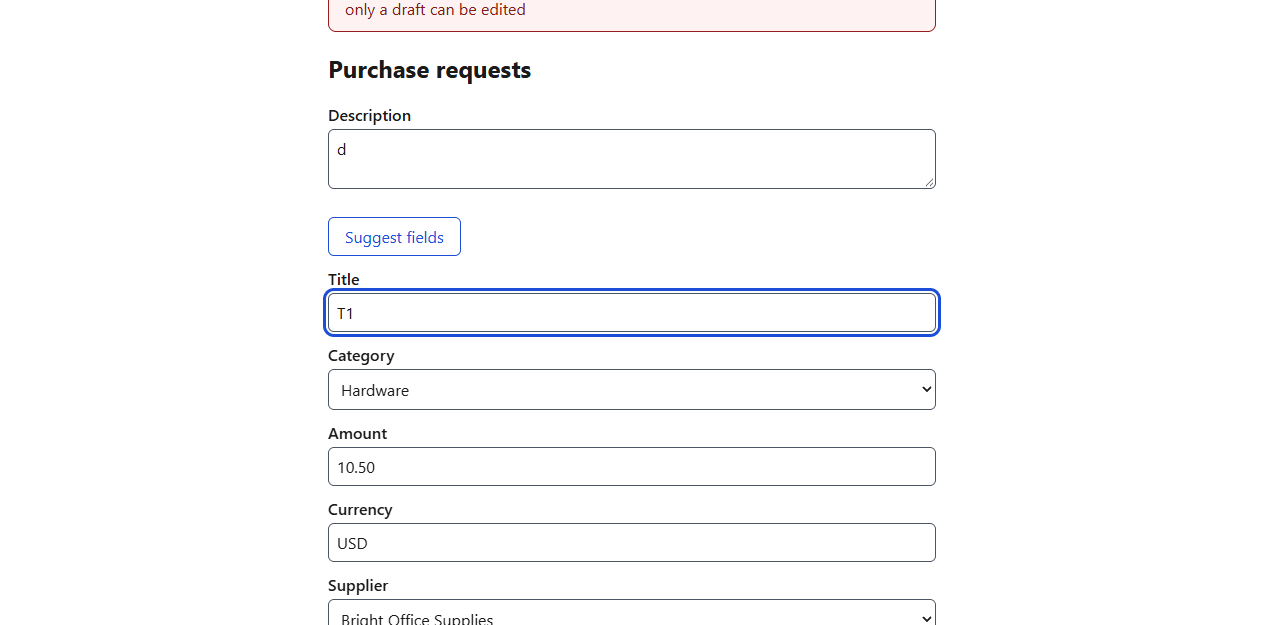 only a draft can be edited
Purchase requests
Description
d
Suggest fields
Title
T1
Category
Hardware
Amount
10.50
Currency
USD
Supplier
Bright Office Supplies